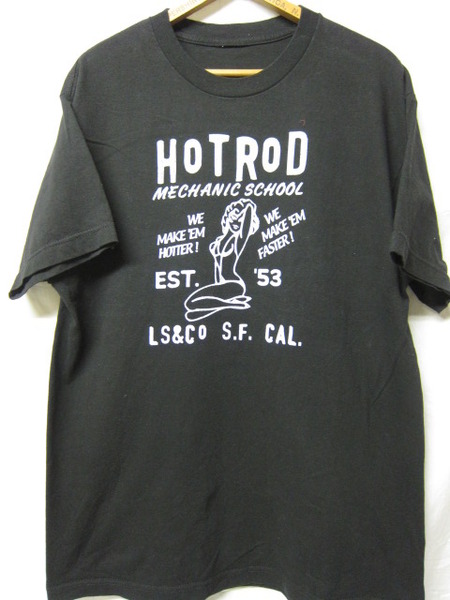 HOTROD
MECHANIC SCHOOL
WE
MAKE 'EM
HOTTER!
WE
MAKE 'EM
FASTER!
EST. '53
LS&CO S.F. CAL.